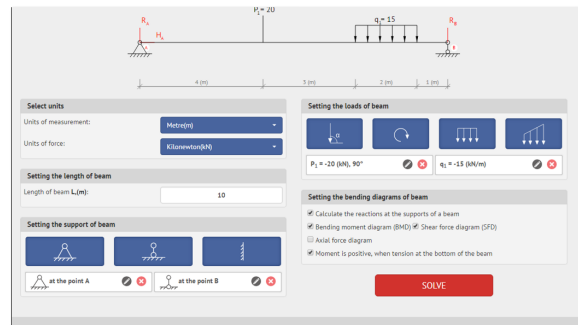 P₁= 20
q₁= 15
R_A
R_B
H_A
A
B
4 (m)
3 (m)
2 (m)
1 (m)
Select units
Units of measurement:
Metre(m)
Units of force:
Kilonewton(kN)
Setting the length of beam
Length of beam L,(m):
10
Setting the support of beam
at the point A
at the point B
Setting the loads of beam
α
P₁ = -20 (kN), 90°
q₁ = -15 (kN/m)
Setting the bending diagrams of beam
Calculate the reactions at the supports of a beam
Bending moment diagram (BMD) Shear force diagram (SFD)
Axial force diagram
Moment is positive, when tension at the bottom of the beam
SOLVE